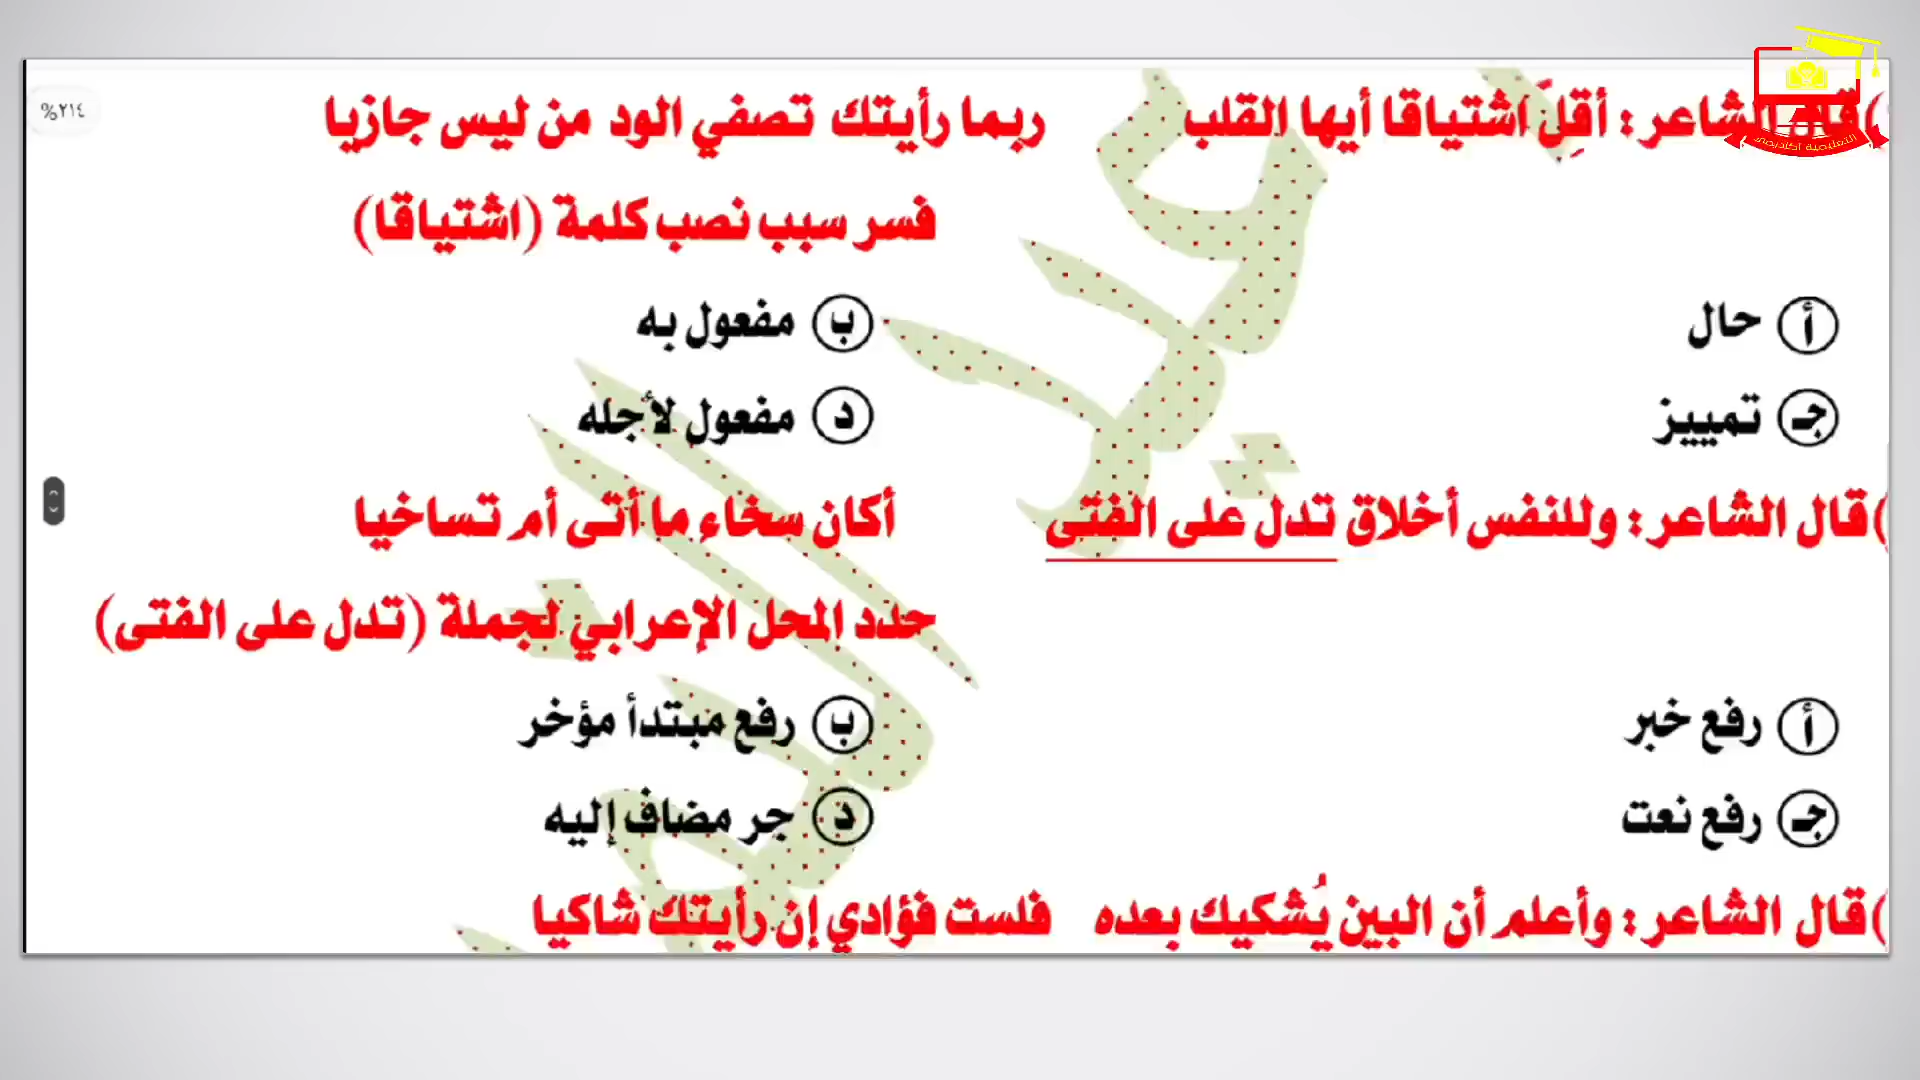 ٢١٤%
التعليمية أكاديمي
)قال الشاعر: أقِلَّ اشتياقا أيها القلب ربما رأيتك تصفي الود من ليس جازيا
فسر سبب نصب كلمة (اشتياقا)
أ حال ب مفعول به
جـ تمييز د مفعول لأجله
)قال الشاعر: وللنفس أخلاق تدل على الفتى أكان سخاء ما أتى أم تساخيا
حدد المحل الإعرابي لجملة (تدل على الفتى)
أ رفع خبر ب رفع مبتدأ مؤخر
جـ رفع نعت د جر مضاف إليه
)قال الشاعر: وأعلم أن البين يُشكيك بعده فلست فؤادي إن رأيتك شاكيا